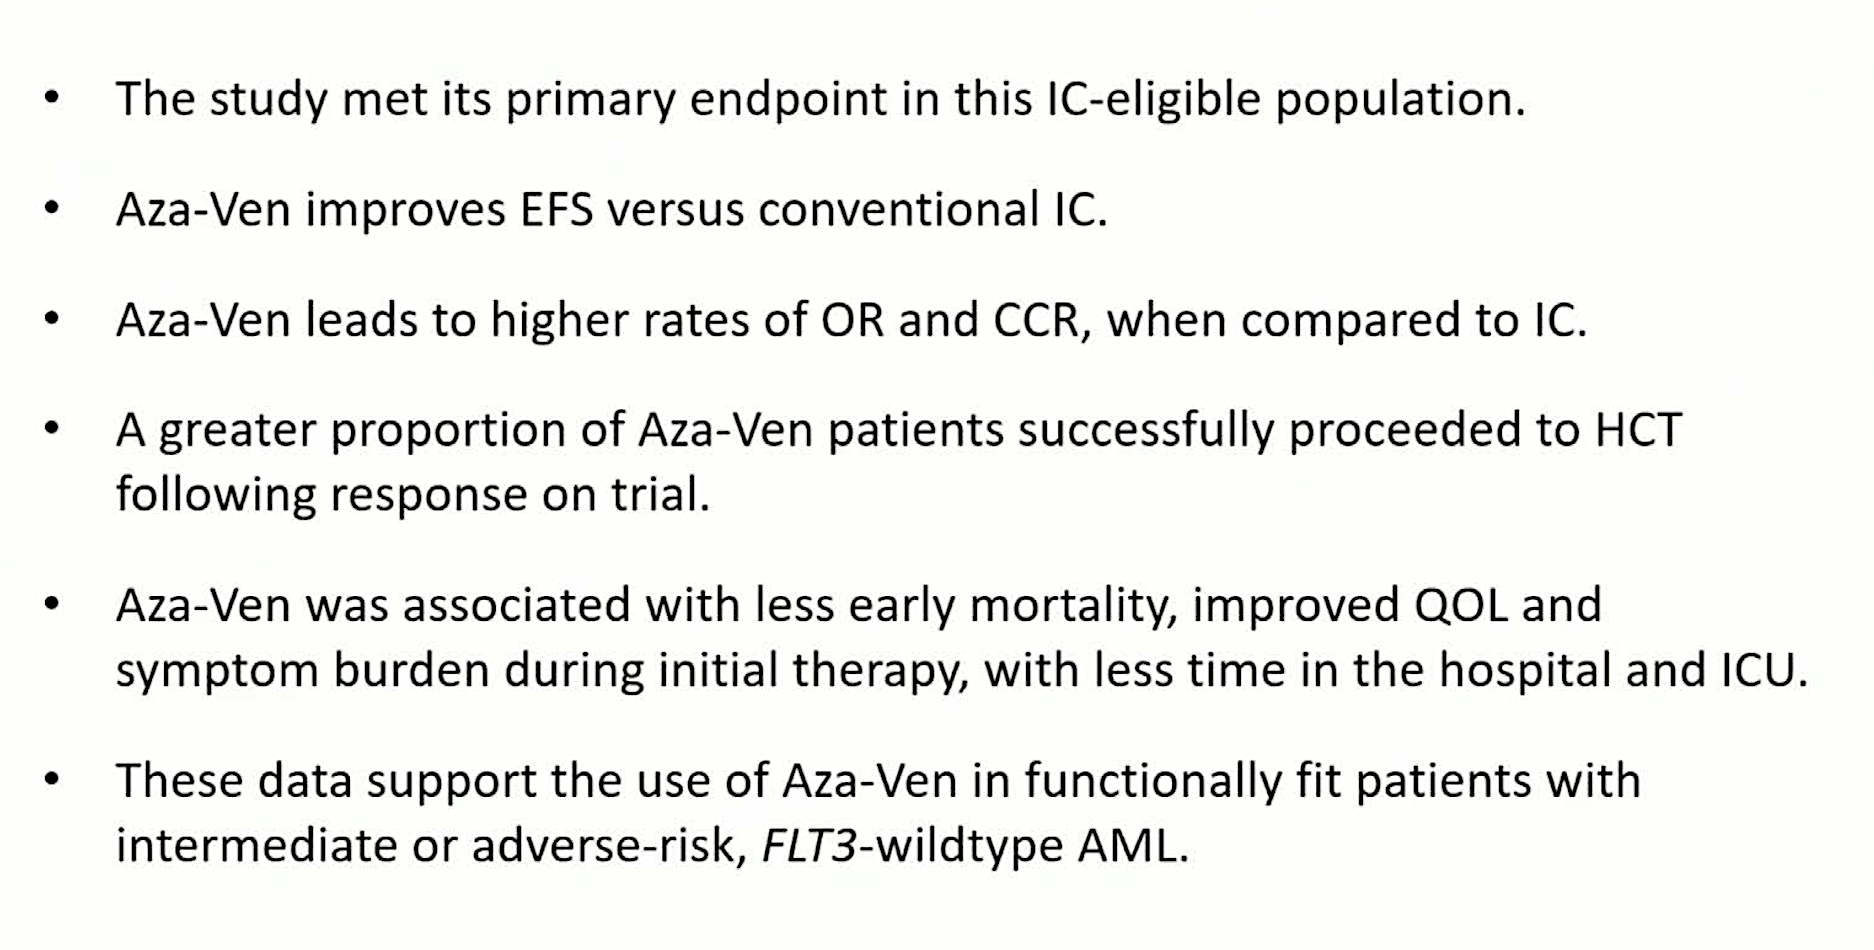 • The study met its primary endpoint in this IC-eligible population.
• Aza-Ven improves EFS versus conventional IC.
• Aza-Ven leads to higher rates of OR and CCR, when compared to IC.
• A greater proportion of Aza-Ven patients successfully proceeded to HCT
following response on trial.
• Aza-Ven was associated with less early mortality, improved QOL and
symptom burden during initial therapy, with less time in the hospital and ICU.
• These data support the use of Aza-Ven in functionally fit patients with
intermediate or adverse-risk, FLT3-wildtype AML.